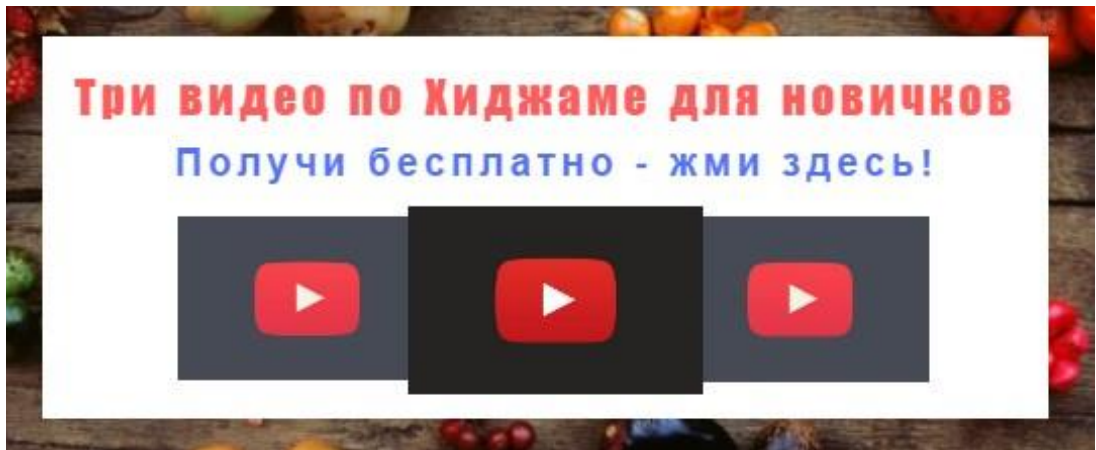 Три видео по Хиджаме для новичков
Получи бесплатно - жми здесь!